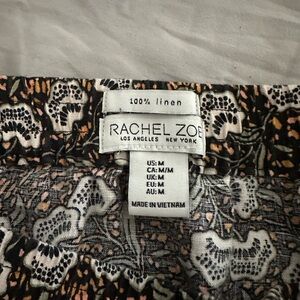 100% linen
RACHEL ZOE
LOS ANGELES NEW YORK
US: M
CA: M/M
UK: M
EU: M
AU: M
MADE IN VIETNAM